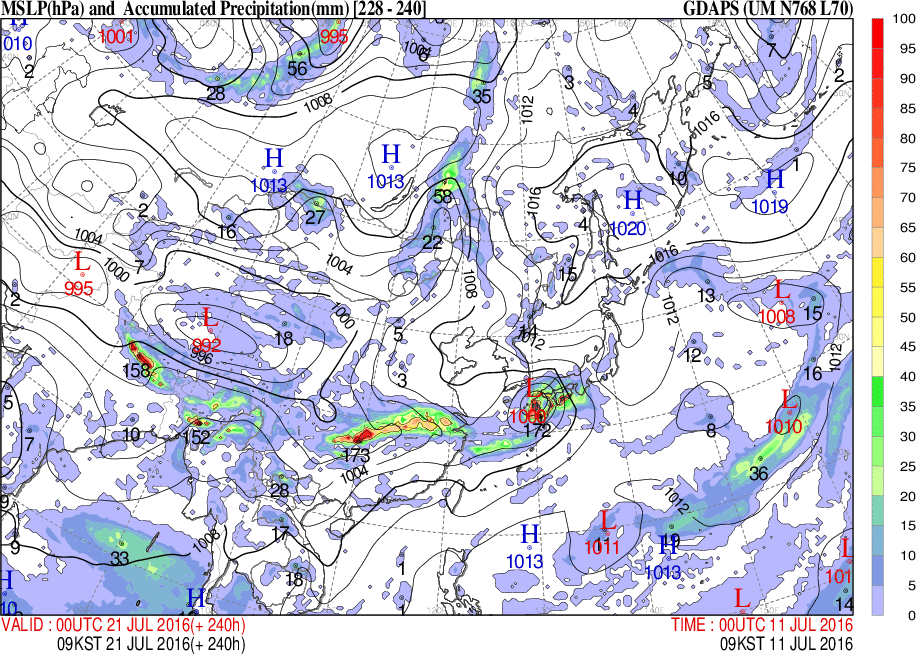 MSLP(hPa) and Accumulated Precipitation(mm) [228 - 240] GDAPS (UM N768 L70)
100
95
90
85
80
75
70
65
60
55
50
45
40
35
30
25
20
15
10
5
0
1001 995 1004 6 7
010 2 56 28 1008 35 1012 3 4 5 2
1016
H 1013 H 1013 58 27 16 22 2
1016 H 1020 4 10 H 1019 1
1004 L 995 1000 7 1004 1008 15 1016 13 L 1008 15
2 L 992 996 18 1000 5 3 14 1012 1012 12 1012 16
158 152 10 5 7 173 1004 L 1000 172 8 L 1010 36
28 17 18 9 9 33 1008 1 1
H 1013 L 1011 11 1012 19 H 1013 L 101 L 14
H 10 H
VALID : 00UTC 21 JUL 2016(+ 240h) TIME : 00UTC 11 JUL 2016
09KST 21 JUL 2016(+ 240h) 09KST 11 JUL 2016